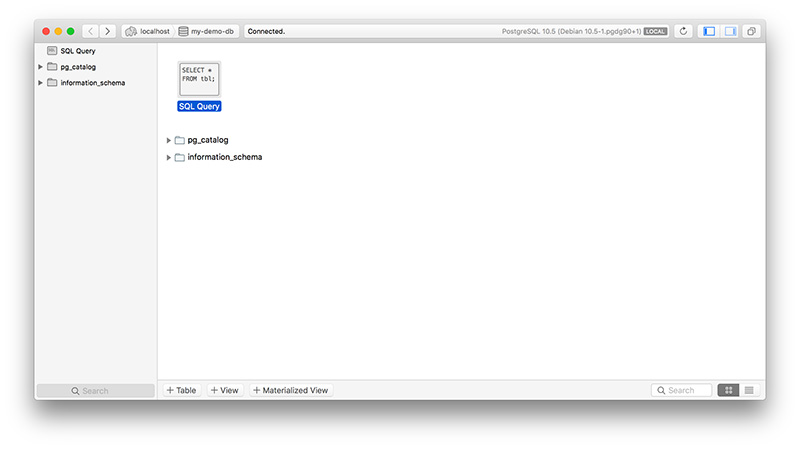 localhost my-demo-db Connected. PostgreSQL 10.5 (Debian 10.5-1.pgdg90+1) LOCAL
SQL Query
pg_catalog
information_schema
SELECT *
FROM tbl;
SQL Query
pg_catalog
information_schema
Search
+ Table + View + Materialized View Search